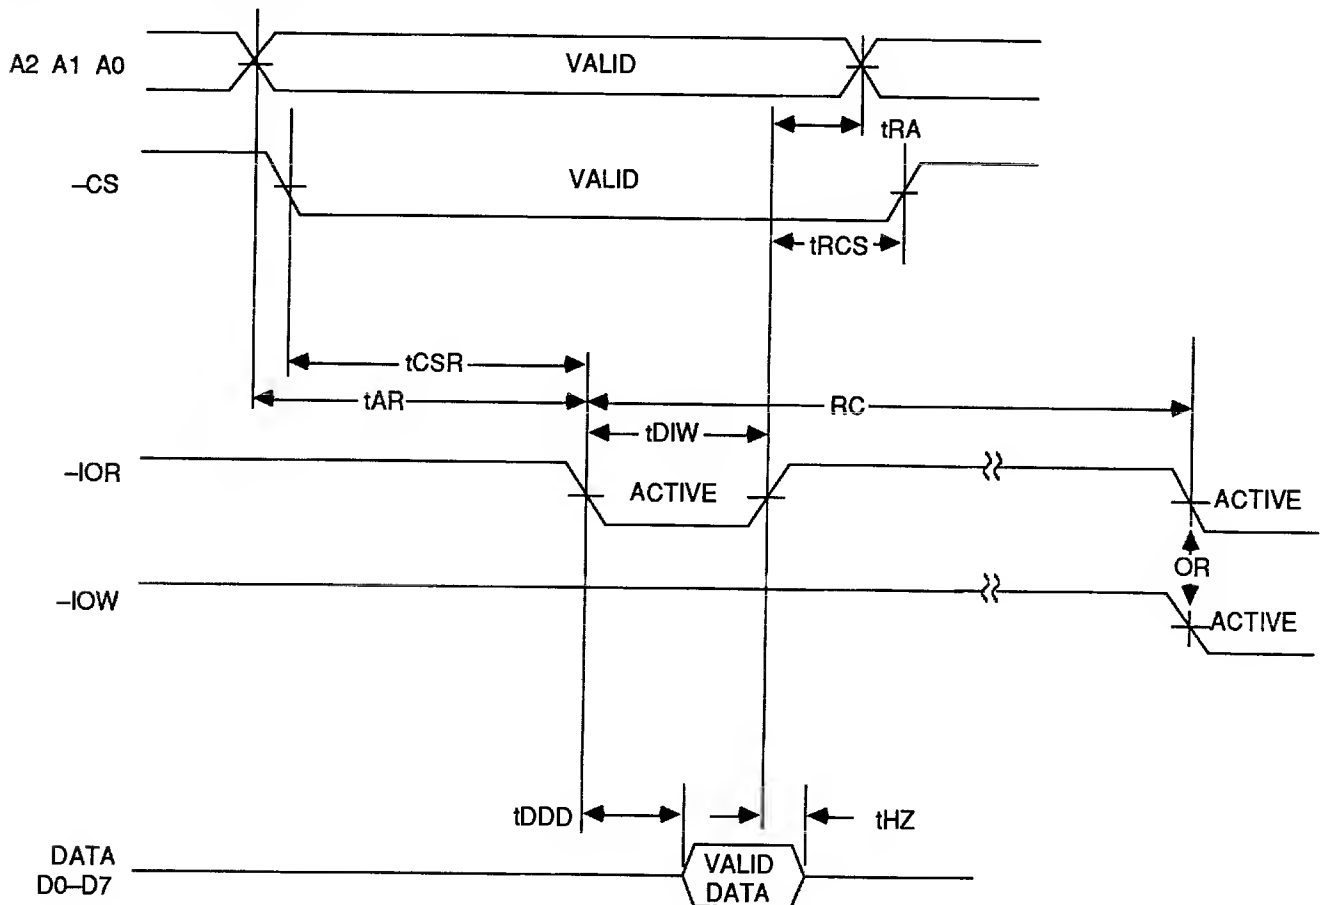 A2 A1 A0
VALID
tRA
–CS
VALID
tRCS
tCSR
tAR
RC
tDIW
–IOR
ACTIVE
ACTIVE
OR
–IOW
ACTIVE
tDDD
tHZ
DATA
D0–D7
VALID
DATA